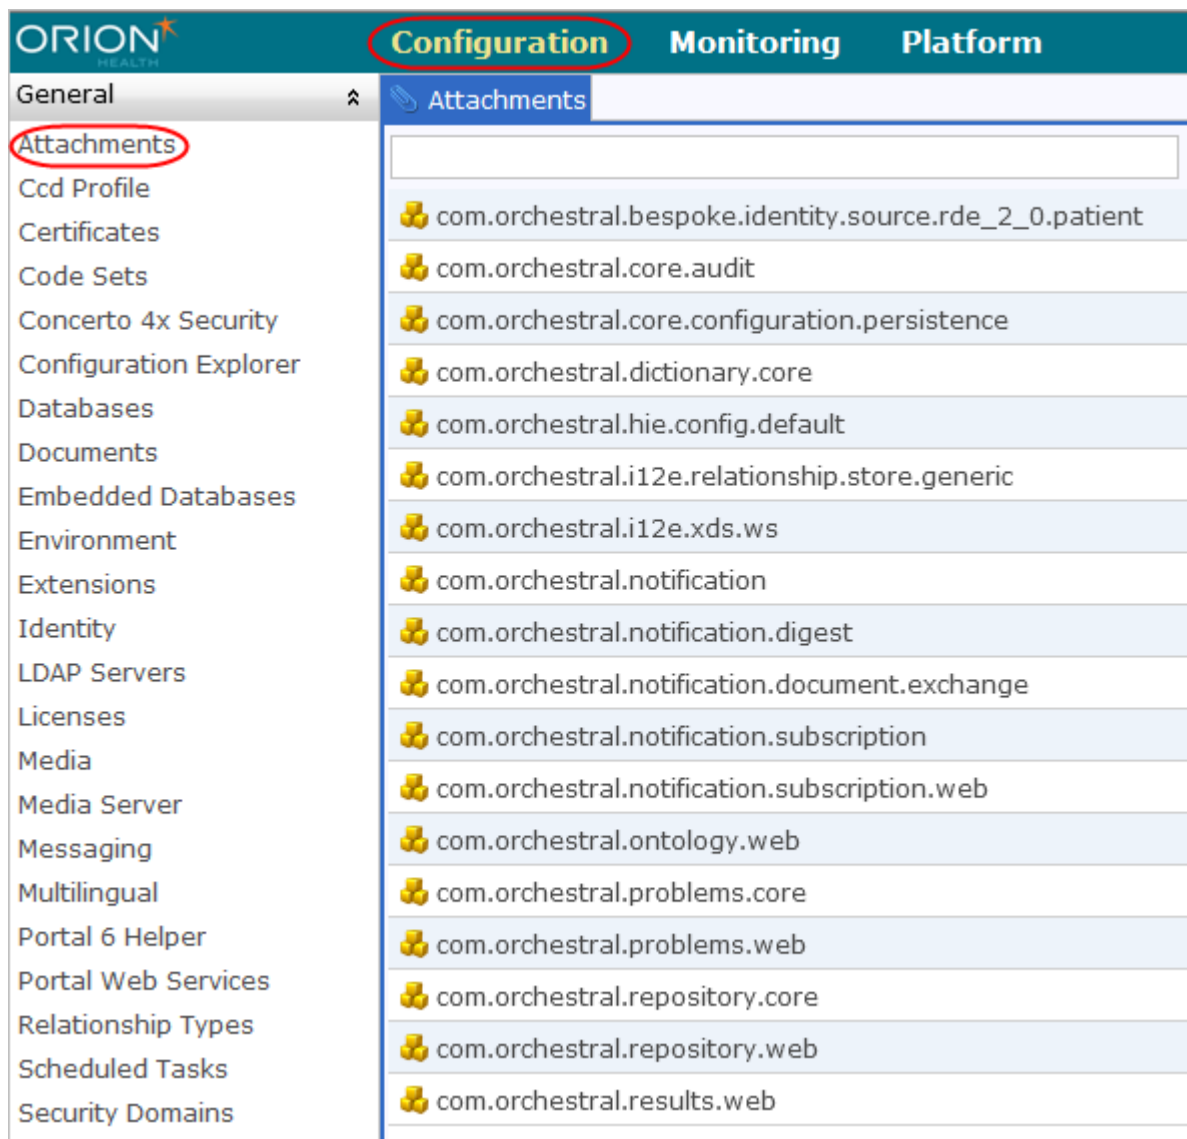 ORION
HEALTH
Configuration Monitoring Platform
General
Attachments
Ccd Profile
Certificates
Code Sets
Concerto 4x Security
Configuration Explorer
Databases
Documents
Embedded Databases
Environment
Extensions
Identity
LDAP Servers
Licenses
Media
Media Server
Messaging
Multilingual
Portal 6 Helper
Portal Web Services
Relationship Types
Scheduled Tasks
Security Domains
Attachments
com.orchestral.bespoke.identity.source.rde_2_0.patient
com.orchestral.core.audit
com.orchestral.core.configuration.persistence
com.orchestral.dictionary.core
com.orchestral.hie.config.default
com.orchestral.i12e.relationship.store.generic
com.orchestral.i12e.xds.ws
com.orchestral.notification
com.orchestral.notification.digest
com.orchestral.notification.document.exchange
com.orchestral.notification.subscription
com.orchestral.notification.subscription.web
com.orchestral.ontology.web
com.orchestral.problems.core
com.orchestral.problems.web
com.orchestral.repository.core
com.orchestral.repository.web
com.orchestral.results.web